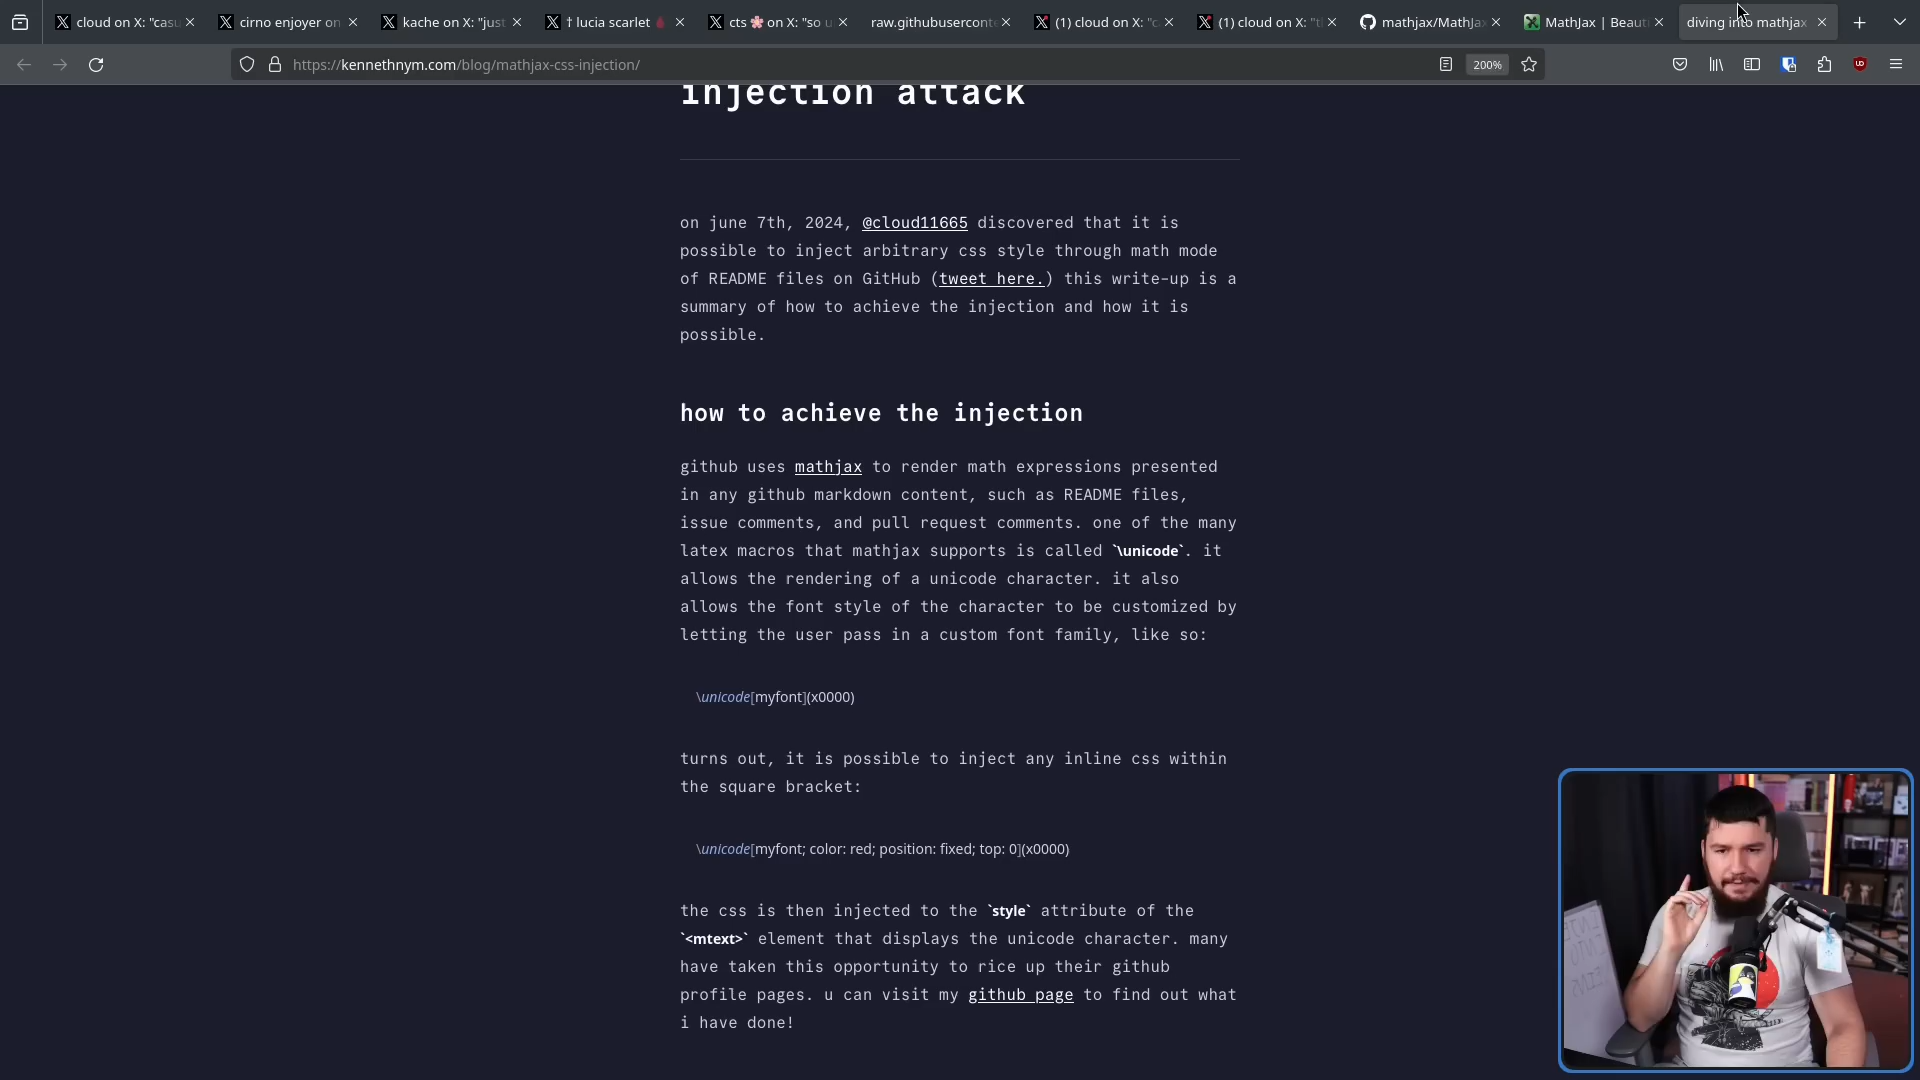 cloud on X: "casu
cirno enjoyer on
kache on X: "just
† lucia scarlet
cts 🌸 on X: "so u
raw.githubusercont
(1) cloud on X: "c
(1) cloud on X: "t
mathjax/MathJa
MathJax | Beaut
diving into mathjax
https://kennethnym.com/blog/mathjax-css-injection/
200%
injection attack
on june 7th, 2024, @cloud11665 discovered that it is
possible to inject arbitrary css style through math mode
of README files on GitHub (tweet here.) this write-up is a
summary of how to achieve the injection and how it is
possible.
how to achieve the injection
github uses mathjax to render math expressions presented
in any github markdown content, such as README files,
issue comments, and pull request comments. one of the many
latex macros that mathjax supports is called `\unicode`. it
allows the rendering of a unicode character. it also
allows the font style of the character to be customized by
letting the user pass in a custom font family, like so:
\unicode[myfont](x0000)
turns out, it is possible to inject any inline css within
the square bracket:
\unicode[myfont; color: red; position: fixed; top: 0](x0000)
the css is then injected to the `style` attribute of the
`<mtext>` element that displays the unicode character. many
have taken this opportunity to rice up their github
profile pages. u can visit my github page to find out what
i have done!